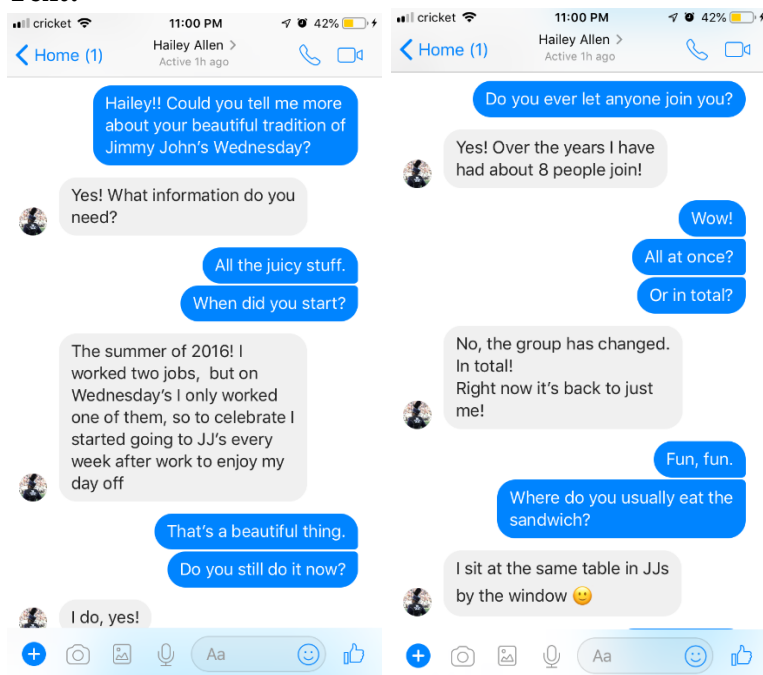 cricket 11:00 PM 42%
Home (1) Hailey Allen >
Active 1h ago
Hailey!! Could you tell me more
about your beautiful tradition of
Jimmy John's Wednesday?
Yes! What information do you
need?
All the juicy stuff.
When did you start?
The summer of 2016! I
worked two jobs, but on
Wednesday's I only worked
one of them, so to celebrate I
started going to JJ's every
week after work to enjoy my
day off
That's a beautiful thing.
Do you still do it now?
I do, yes!
Aa
cricket 11:00 PM 42%
Home (1) Hailey Allen >
Active 1h ago
Do you ever let anyone join you?
Yes! Over the years I have
had about 8 people join!
Wow!
All at once?
Or in total?
No, the group has changed.
In total!
Right now it's back to just
me!
Fun, fun.
Where do you usually eat the
sandwich?
I sit at the same table in JJs
by the window 🙂
Aa